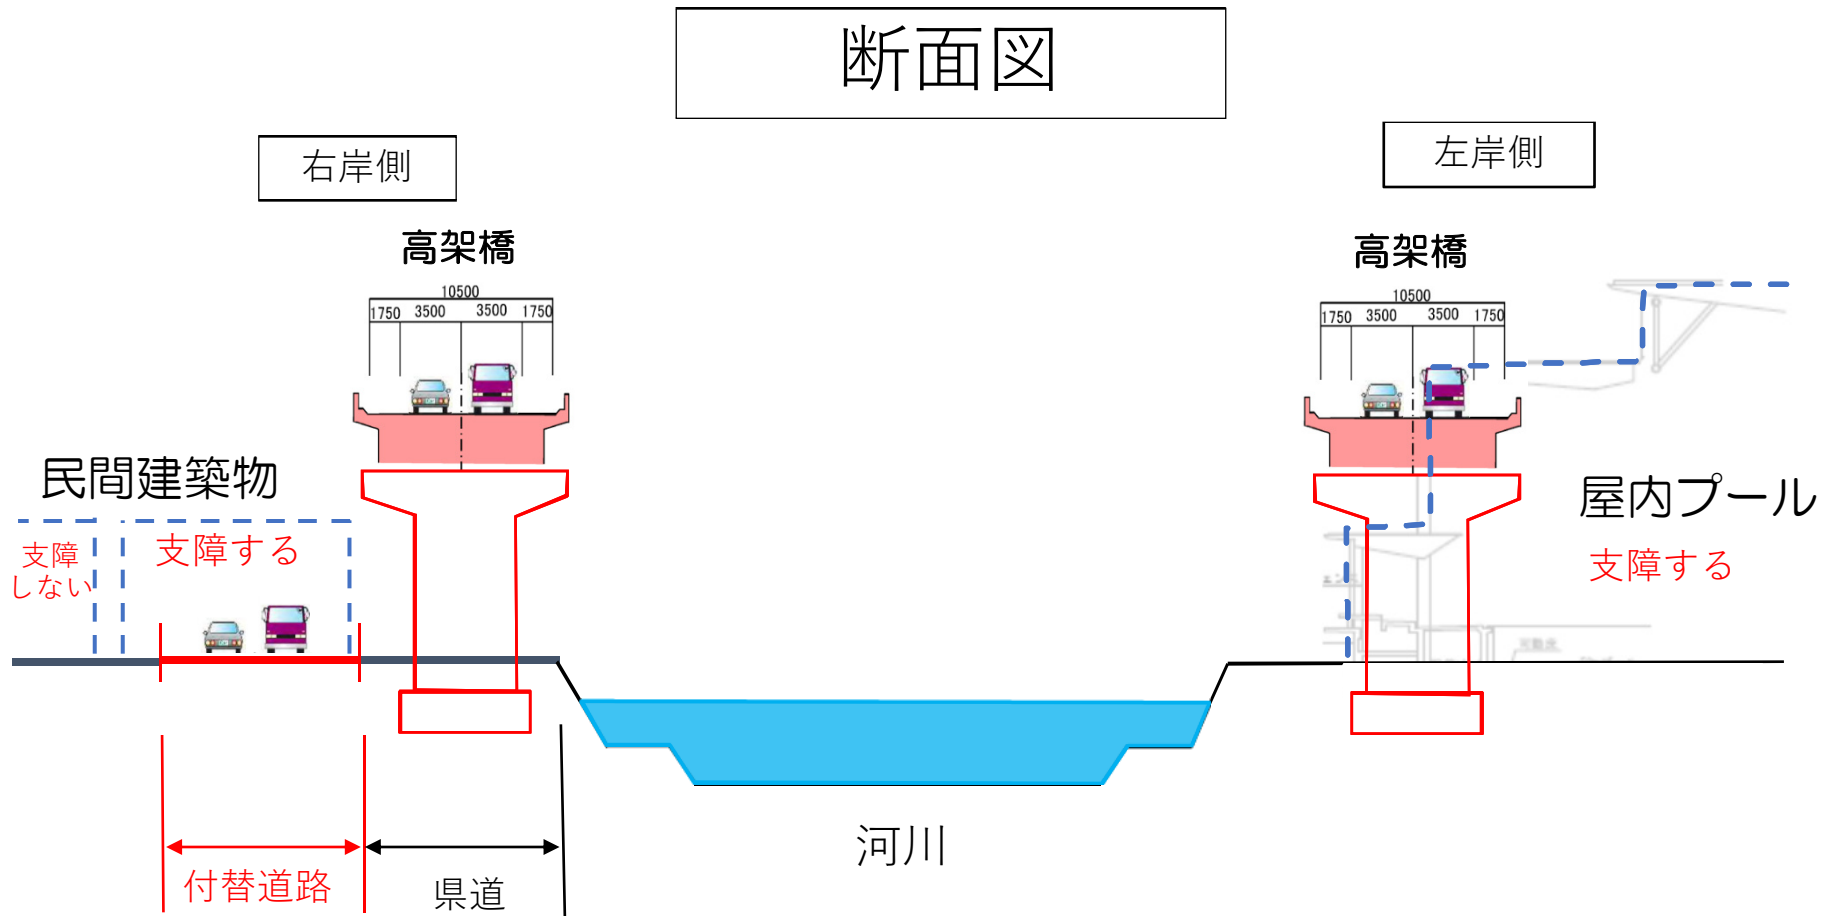 断面図
右岸側
左岸側
高架橋
高架橋
10500
1750 3500 3500 1750
10500
1750 3500 3500 1750
民間建築物
屋内プール
支障
しない
支障する
支障する
河川
付替道路
県道